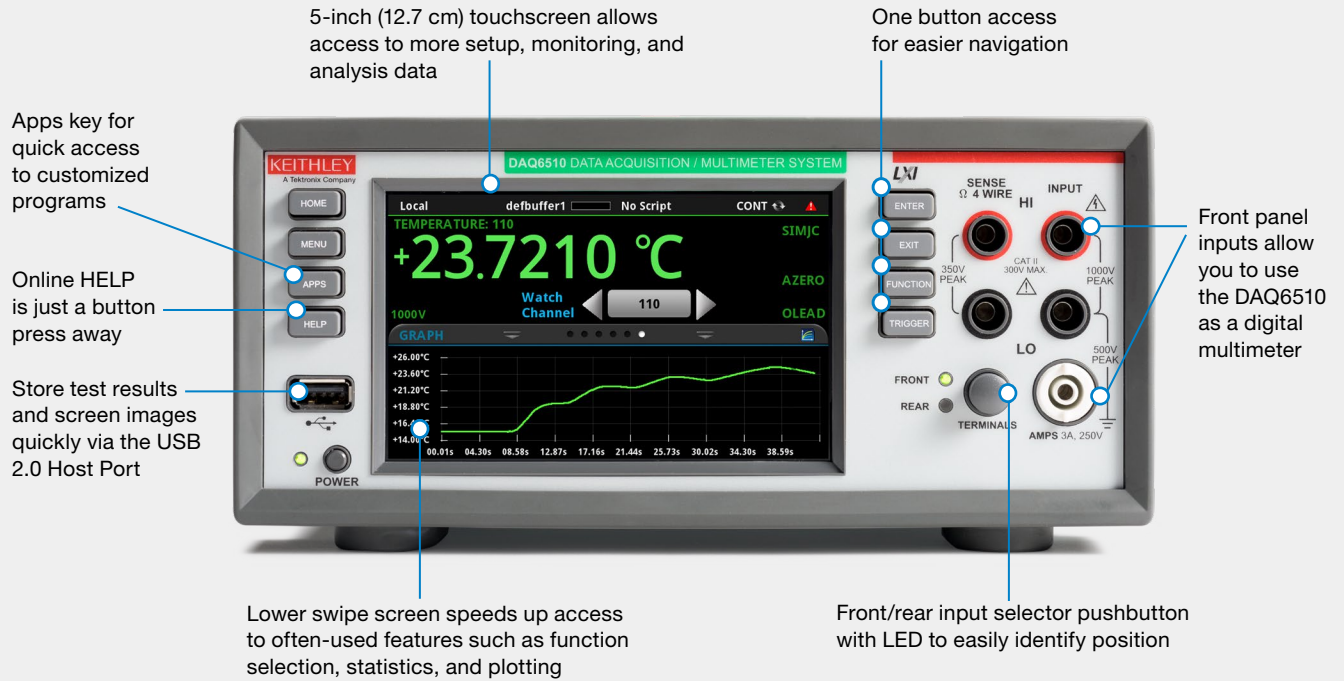 5-inch (12.7 cm) touchscreen allows
access to more setup, monitoring, and
analysis data
One button access
for easier navigation
Apps key for
quick access
to customized
programs
Online HELP
is just a button
press away
Store test results
and screen images
quickly via the USB
2.0 Host Port
KEITHLEY
A Tektronix Company
DAQ6510 DATA ACQUISITION / MULTIMETER SYSTEM
HOME
MENU
APPS
HELP
POWER
Local defbuffer1 No Script CONT
TEMPERATURE: 110
+23.7210 °C
SIMJC
AZERO
OLEAD
Watch
Channel
110
1000V
GRAPH
+26.00°C
+23.60°C
+21.20°C
+18.80°C
+14.00°C
00.01s 04.30s 08.58s 12.87s 17.16s 21.44s 25.73s 30.02s 34.30s 38.59s
LXI
ENTER
EXIT
FUNCTION
TRIGGER
SENSE
Ω 4 WIRE
HI
INPUT
350V
PEAK
CAT II
300V MAX.
1000V
PEAK
LO
500V
PEAK
FRONT
REAR
TERMINALS
AMPS 3A, 250V
Front panel
inputs allow
you to use
the DAQ6510
as a digital
multimeter
Lower swipe screen speeds up access
to often-used features such as function
selection, statistics, and plotting
Front/rear input selector pushbutton
with LED to easily identify position